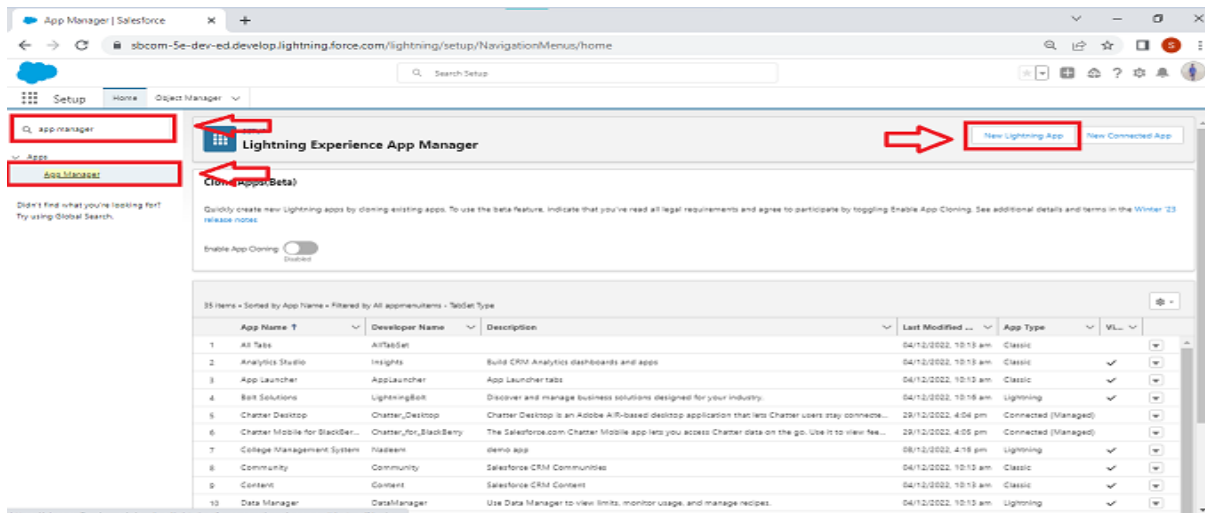 App Manager | Salesforce
sbcom-5e-dev-ed.develop.lightning.force.com/lightning/setup/NavigationMenus/home
S
Search Setup
Setup
Home
Object Manager
app manager
Apps
App Manager
Didn't find what you're looking for?
Try using Global Search.
Lightning Experience App Manager
New Lightning App
New Connected App
Apps(Beta)
Quickly create new Lightning apps by cloning existing apps. To use the beta feature, indicate that you've read all legal requirements and agree to participate by toggling Enable App Cloning. See additional details and terms in the Winter '23
release notes
Enable App Cloning
Disabled
35 items • Sorted by App Name • Filtered by All appmenuitems - TabSet Type
App Name ↑ Developer Name Description Last Modified ... App Type Vi...
1 All Tabs AllTabSet 04/12/2022, 10:13 am Classic
2 Analytics Studio Insights Build CRM Analytics dashboards and apps 04/12/2022, 10:13 am Classic
3 App Launcher AppLauncher App Launcher tabs 04/12/2022, 10:13 am Classic
4 Bolt Solutions LightningBolt Discover and manage business solutions designed for your industry. 04/12/2022, 10:16 am Lightning
5 Chatter Desktop Chatter_Desktop Chatter Desktop is an Adobe AIR-based desktop application that lets Chatter users stay connecte... 29/12/2022, 4:04 pm Connected (Managed)
6 Chatter Mobile for BlackBer... Chatter_for_BlackBerry The Salesforce.com Chatter Mobile app lets you access Chatter data on the go. Use it to view fee... 29/12/2022, 4:05 pm Connected (Managed)
7 College Management System Nadeem demo app 08/12/2022, 4:16 pm Lightning
8 Community Community Salesforce CRM Communities 04/12/2022, 10:13 am Classic
9 Content Content Salesforce CRM Content 04/12/2022, 10:13 am Classic
10 Data Manager DataManager Use Data Manager to view limits, monitor usage, and manage recipes. 04/12/2022, 10:13 am Lightning